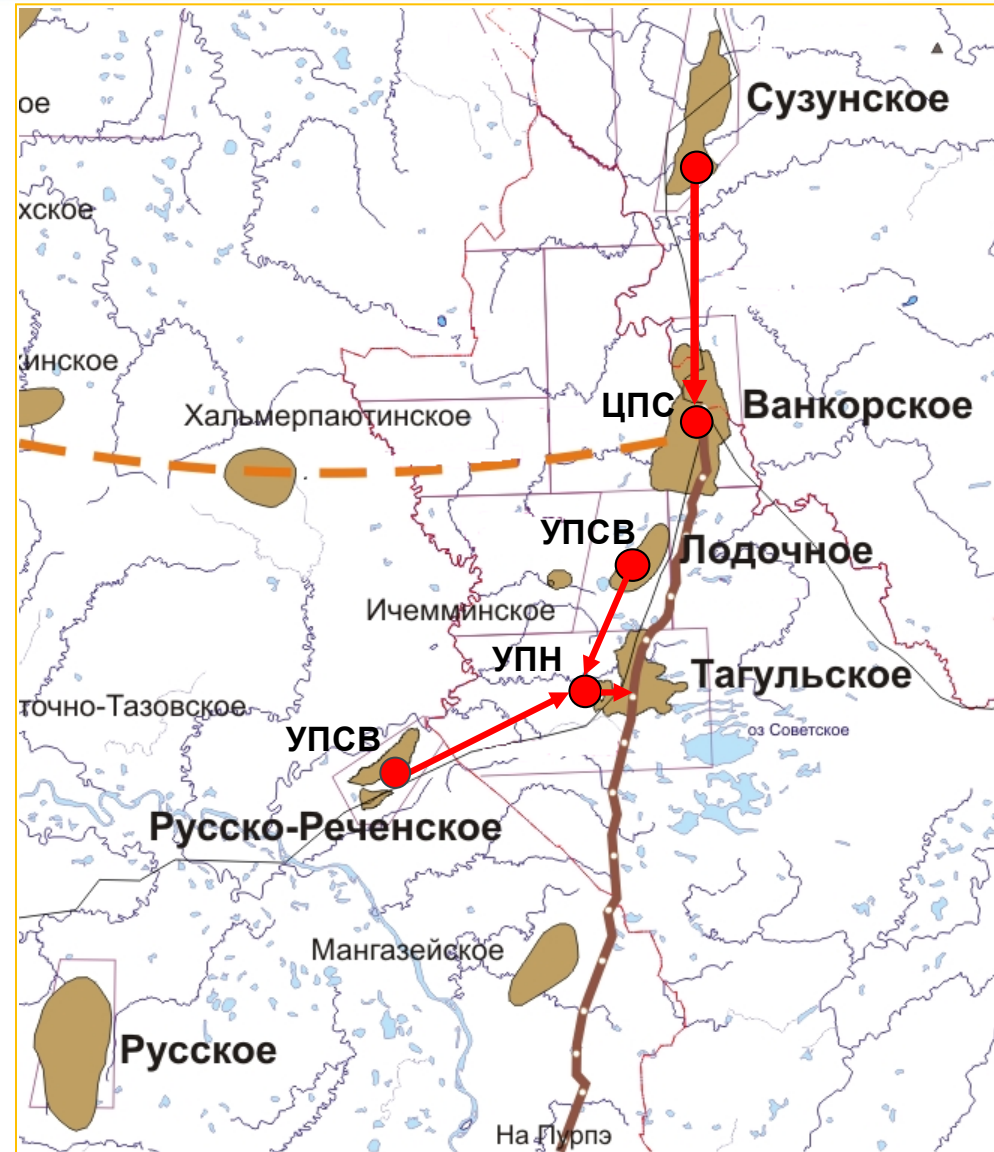 ое
Сузунское
хское
кинское
Хальмерпаютинское
ЦПС
Ванкорское
УПСВ
Лодочное
Ичемминское
УПН
Тагульское
точно-Тазовское
УПСВ
оз Советское
Русско-Реченское
Мангазейское
Русское
На Пурпэ